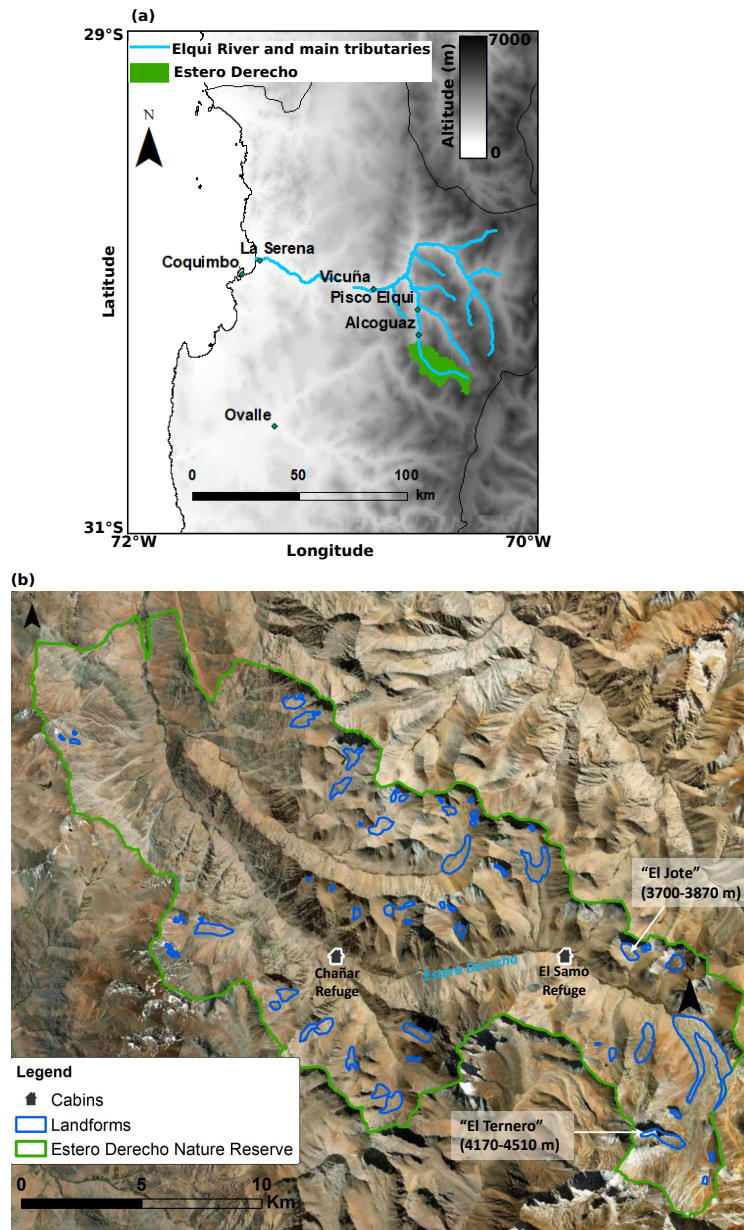 (a)
29°S
Elqui River and main tributaries
Estero Derecho
7000
Altitude (m)
0
N
La Serena
Coquimbo
Vicuña
Pisco Elqui
Alcoguaz
Latitude
Ovalle
0 50 100
km
31°S
72°W
70°W
Longitude
(b)
N
“El Jote”
(3700-3870 m)
Chañar
Refuge
Estero Derecho
El Samo
Refuge
N
Legend
Cabins
Landforms
Estero Derecho Nature Reserve
“El Ternero”
(4170-4510 m)
0 5 10
Km